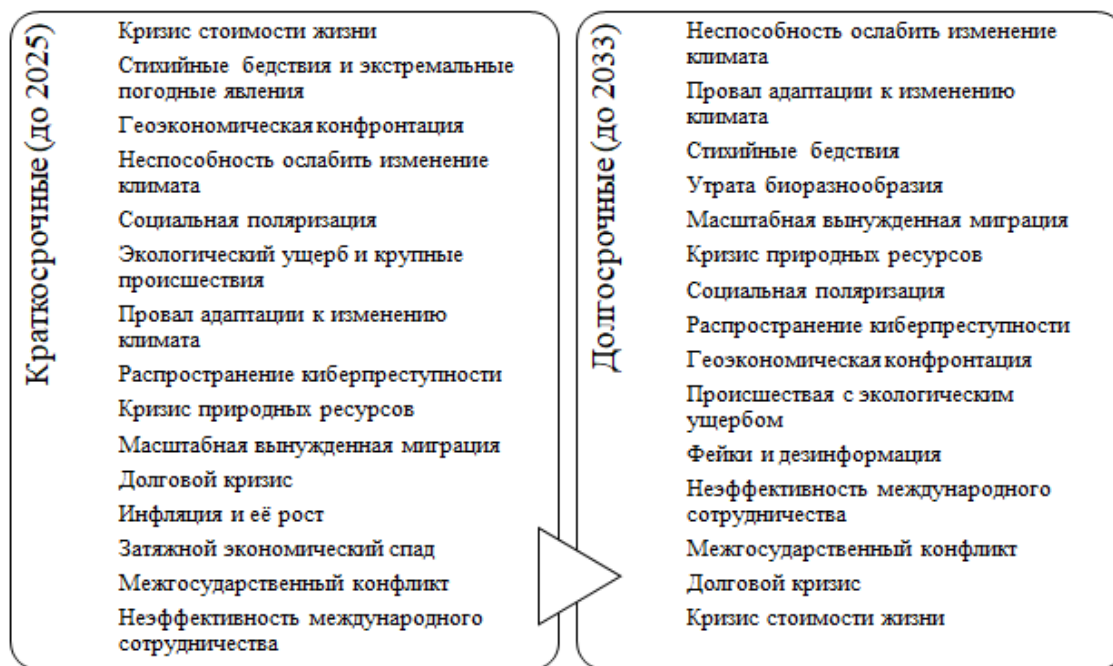 Краткосрочные (до 2025)
Кризис стоимости жизни
Стихийные бедствия и экстремальные
погодные явления
Геоэкономическая конфронтация
Неспособность ослабить изменение
климата
Социальная поляризация
Экологический ущерб и крупные
происшествия
Провал адаптации к изменению
климата
Распространение киберпреступности
Кризис природных ресурсов
Масштабная вынужденная миграция
Долговой кризис
Инфляция и её рост
Затяжной экономический спад
Межгосударственный конфликт
Неэффективность международного
сотрудничества
Долгосрочные (до 2033)
Неспособность ослабить изменение
климата
Провал адаптации к изменению
климата
Стихийные бедствия
Утрата биоразнообразия
Масштабная вынужденная миграция
Кризис природных ресурсов
Социальная поляризация
Распространение киберпреступности
Геоэкономическая конфронтация
Происшествая с экологическим
ущербом
Фейки и дезинформация
Неэффективность международного
сотрудничества
Межгосударственный конфликт
Долговой кризис
Кризис стоимости жизни